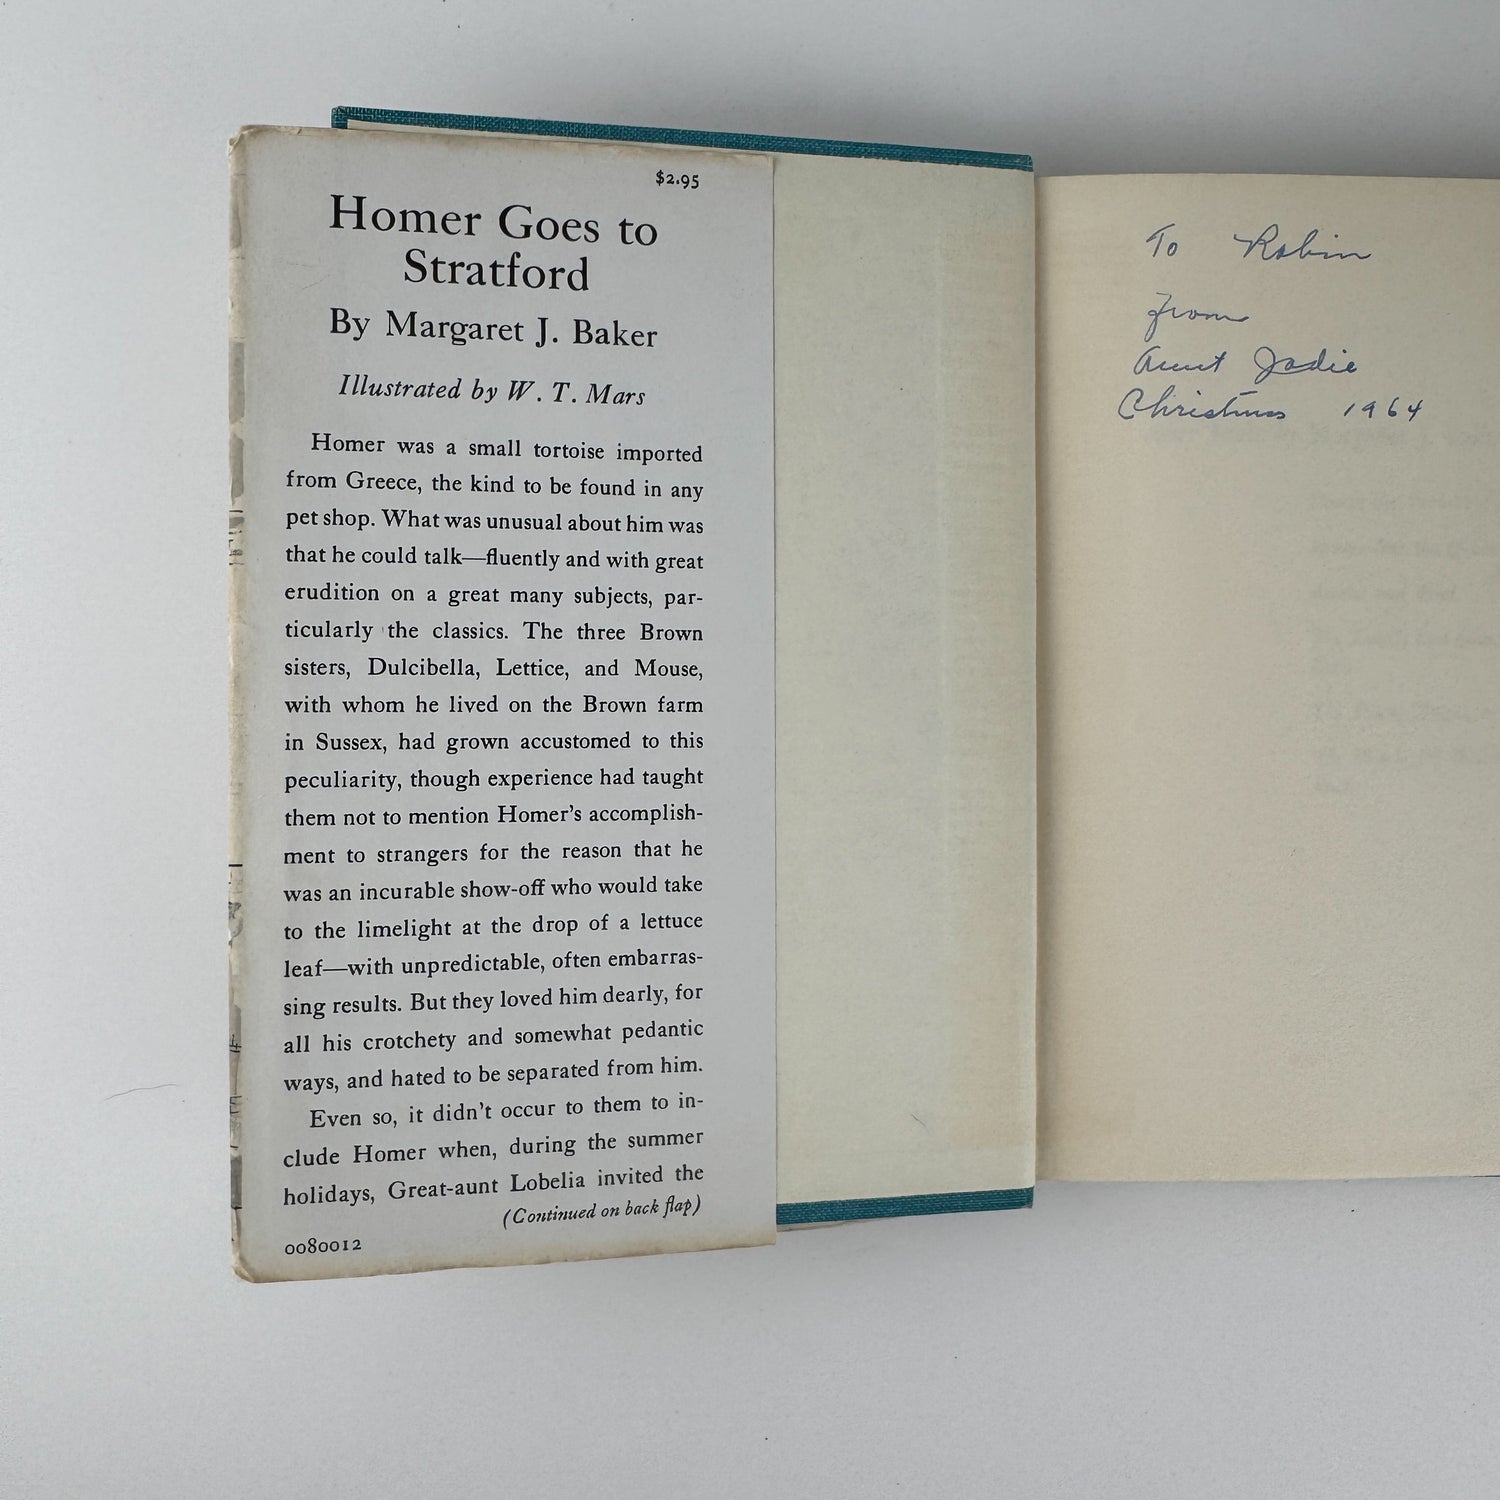 $2.95
Homer Goes to
Stratford
By Margaret J. Baker
Illustrated by W. T. Mars
Homer was a small tortoise imported
from Greece, the kind to be found in any
pet shop. What was unusual about him was
that he could talk—fluently and with great
erudition on a great many subjects, par-
ticularly the classics. The three Brown
sisters, Dulcibella, Lettice, and Mouse,
with whom he lived on the Brown farm
in Sussex, had grown accustomed to this
peculiarity, though experience had taught
them not to mention Homer's accomplish-
ment to strangers for the reason that he
was an incurable show-off who would take
to the limelight at the drop of a lettuce
leaf—with unpredictable, often embarras-
sing results. But they loved him dearly, for
all his crotchety and somewhat pedantic
ways, and hated to be separated from him.
Even so, it didn't occur to them to in-
clude Homer when, during the summer
holidays, Great-aunt Lobelia invited the
(Continued on back flap)
0080012
To Robin
From
Aunt Jodie
Christmas 1964